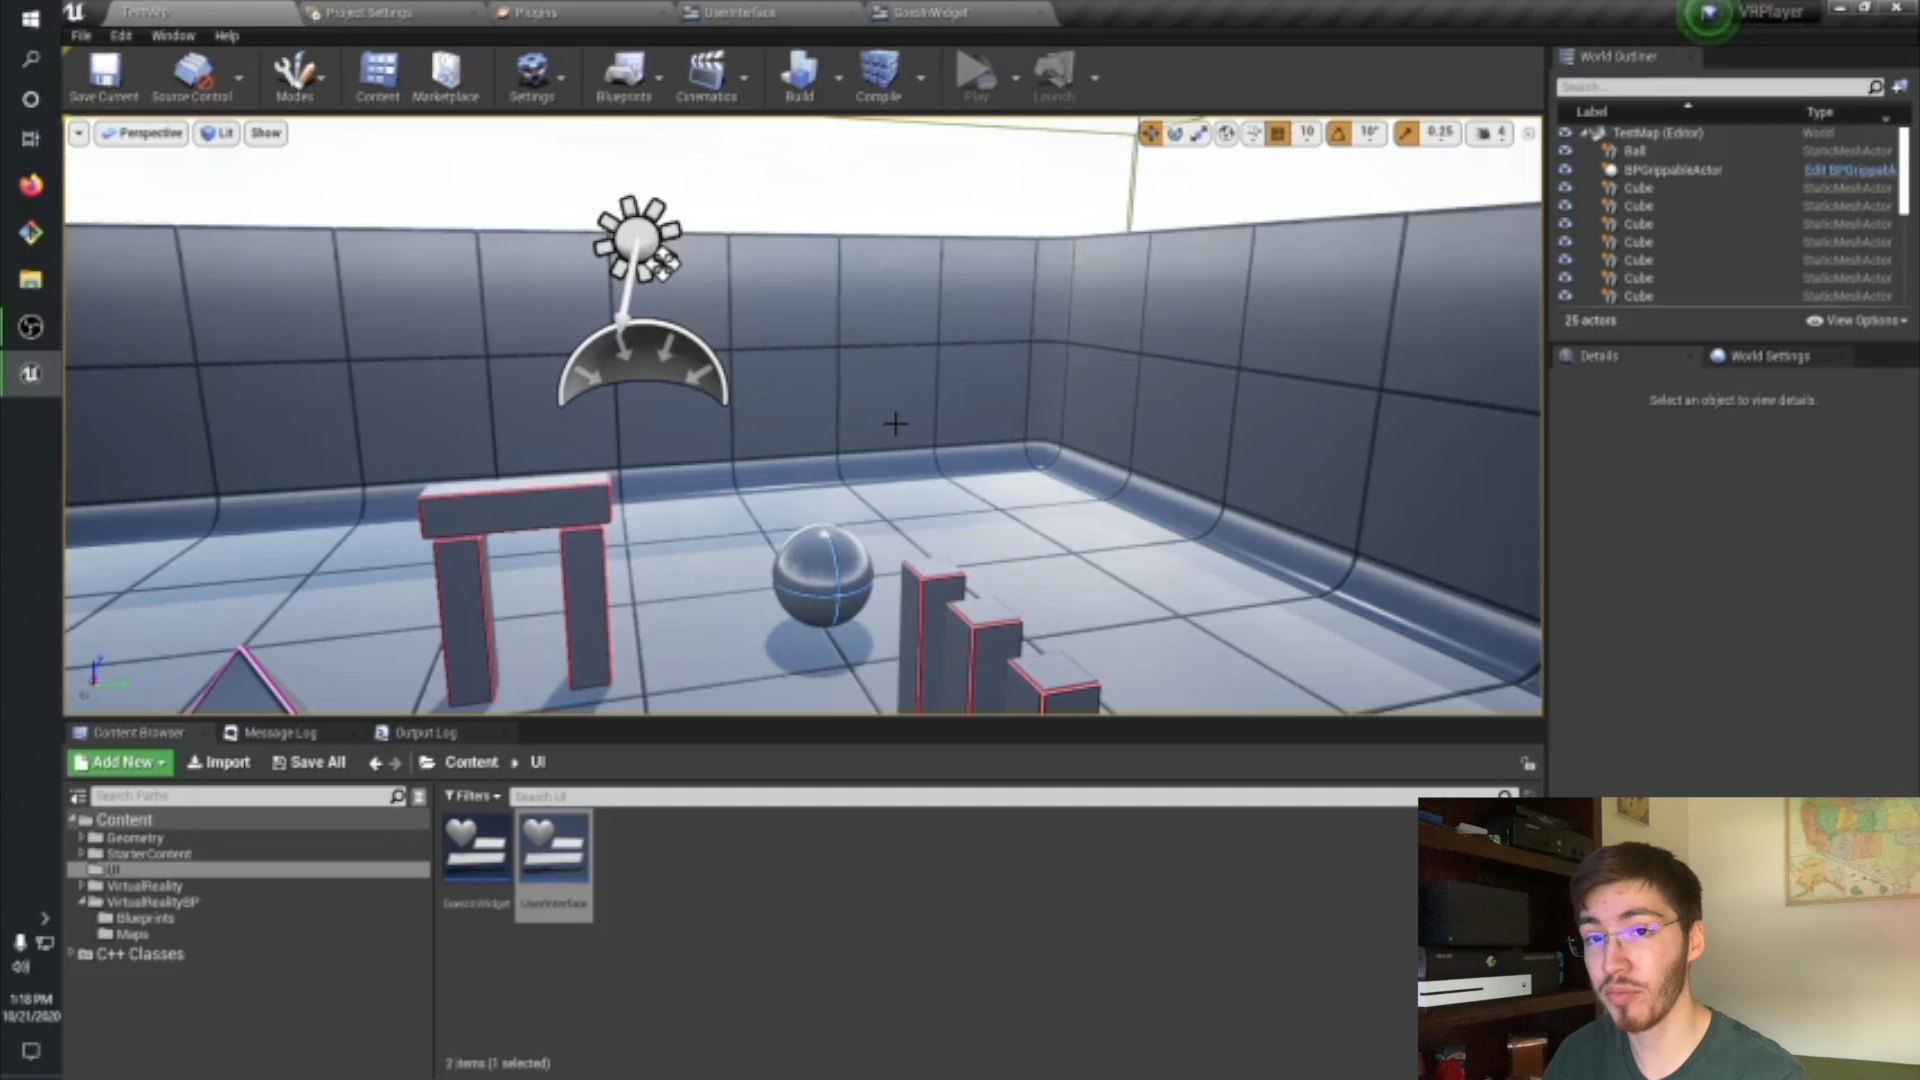 TestMap
Project Settings
Plugins
UserInterface
GoesInWidget
VRPlayer
File Edit Window Help
Save Current
Source Control
Modes
Content
Marketplace
Settings
Blueprints
Cinematics
Build
Compile
Play
Launch
Perspective
Lit
Show
10
10°
0.25
4
World Outliner
Search...
Label
Type
TestMap (Editor)
World
Ball
StaticMeshActor
BPGrippableActor
Edit BPGrippabl
Cube
StaticMeshActor
Cube
StaticMeshActor
Cube
StaticMeshActor
Cube
StaticMeshActor
Cube
StaticMeshActor
Cube
StaticMeshActor
Cube
StaticMeshActor
25 actors
View Options
Details
World Settings
Select an object to view details.
Content Browser
Message Log
Output Log
Add New
Import
Save All
Content
UI
Search Paths
Filters
Search UI
Content
Geometry
StarterContent
UI
VirtualReality
VirtualRealityBP
Blueprints
Maps
C++ Classes
GoesInWidget
UserInterface
2 items (1 selected)
1:18 PM
10/21/2020